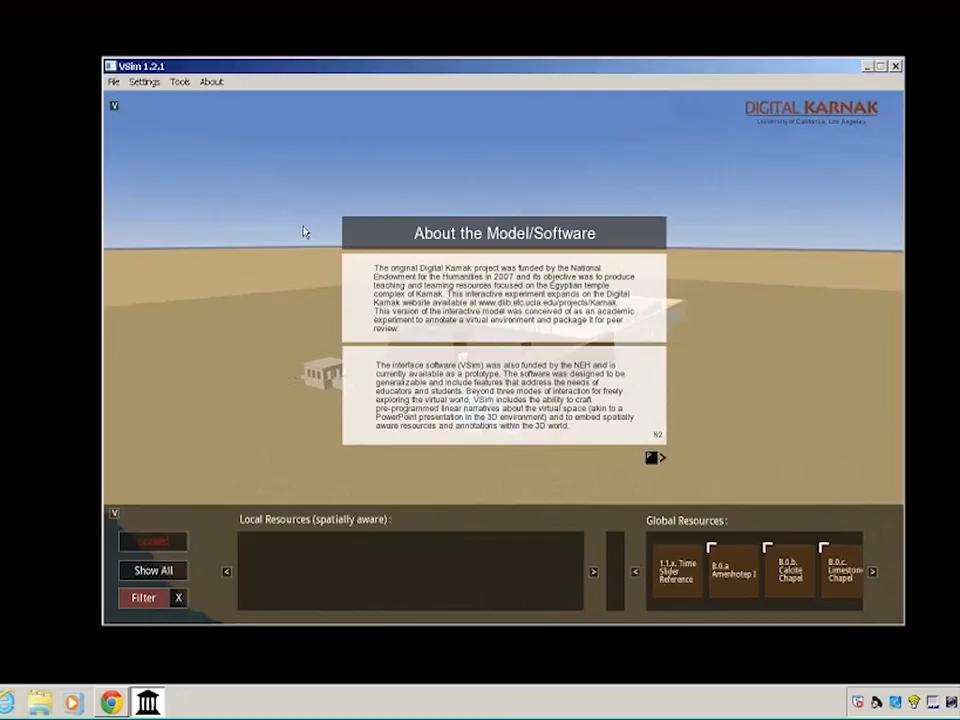 VSim 1.2.1
File Settings Tools About
V
DIGITAL KARNAK
University of California, Los Angeles
About the Model/Software
The original Digital Karnak project was funded by the National
Endowment for the Humanities in 2007 and its objective was to produce
teaching and learning resources focused on the Egyptian temple
complex of Karnak. This interactive experiment expands on the Digital
Karnak website available at www.dlib.etc.ucla.edu/projects/Karnak.
This version of the interactive model was conceived of as an academic
experiment to annotate a virtual environment and package it for peer
review.
The interface software (VSim) was also funded by the NEH and is
currently available as a prototype. The software was designed to be
generalizable and include features that address the needs of
educators and students. Beyond three modes of interaction for freely
exploring the virtual world, VSim includes the ability to craft
pre-programmed linear narratives about the virtual space (akin to a
PowerPoint presentation in the 3D environment) and to embed spatially
aware resources and annotations within the 3D world.
N2
P >
V
Local Resources (spatially aware) :
Global Resources :
Show All
Filter X
< >
<
1.1.x. Time
Slider
Reference
B.0.a
Amenhotep I
B.0.b.
Calcite
Chapel
B.0.c.
Limeston
Chapel
>